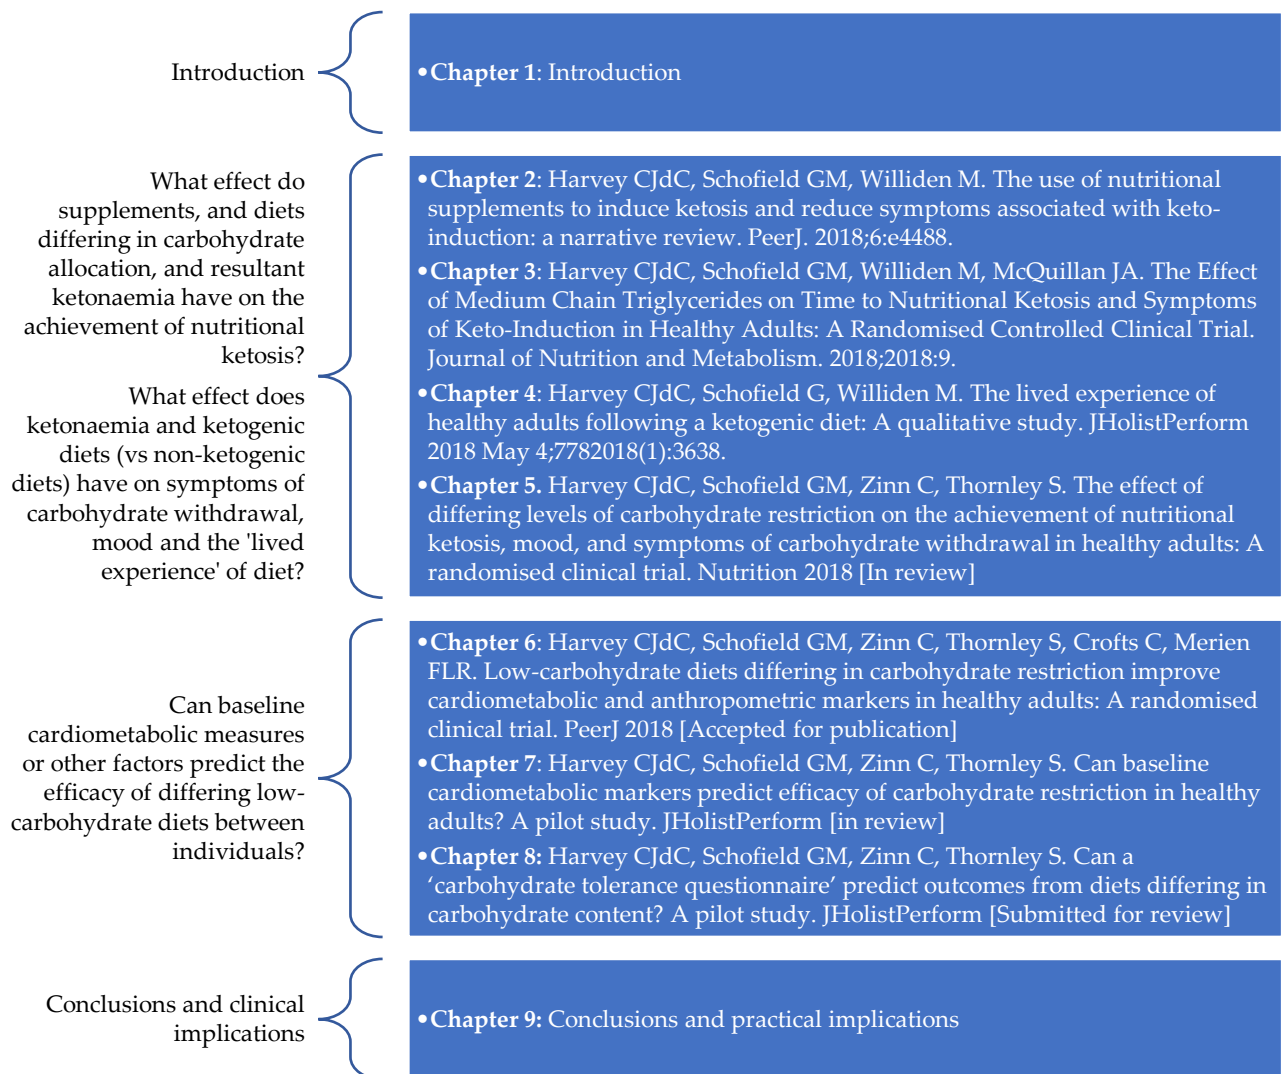 Introduction
•Chapter 1: Introduction
What effect do
supplements, and diets
differing in carbohydrate
allocation, and resultant
ketonaemia have on the
achievement of nutritional
ketosis?
What effect does
ketonaemia and ketogenic
diets (vs non-ketogenic
diets) have on symptoms of
carbohydrate withdrawal,
mood and the 'lived
experience' of diet?
•Chapter 2: Harvey CJdC, Schofield GM, Williden M. The use of nutritional
supplements to induce ketosis and reduce symptoms associated with keto-
induction: a narrative review. PeerJ. 2018;6:e4488.
•Chapter 3: Harvey CJdC, Schofield GM, Williden M, McQuillan JA. The Effect
of Medium Chain Triglycerides on Time to Nutritional Ketosis and Symptoms
of Keto-Induction in Healthy Adults: A Randomised Controlled Clinical Trial.
Journal of Nutrition and Metabolism. 2018;2018:9.
•Chapter 4: Harvey CJdC, Schofield G, Williden M. The lived experience of
healthy adults following a ketogenic diet: A qualitative study. JHolistPerform
2018 May 4;7782018(1):3638.
•Chapter 5. Harvey CJdC, Schofield GM, Zinn C, Thornley S. The effect of
differing levels of carbohydrate restriction on the achievement of nutritional
ketosis, mood, and symptoms of carbohydrate withdrawal in healthy adults: A
randomised clinical trial. Nutrition 2018 [In review]
Can baseline
cardiometabolic measures
or other factors predict the
efficacy of differing low-
carbohydrate diets between
individuals?
•Chapter 6: Harvey CJdC, Schofield GM, Zinn C, Thornley S, Crofts C, Merien
FLR. Low-carbohydrate diets differing in carbohydrate restriction improve
cardiometabolic and anthropometric markers in healthy adults: A randomised
clinical trial. PeerJ 2018 [Accepted for publication]
•Chapter 7: Harvey CJdC, Schofield GM, Zinn C, Thornley S. Can baseline
cardiometabolic markers predict efficacy of carbohydrate restriction in healthy
adults? A pilot study. JHolistPerform [in review]
•Chapter 8: Harvey CJdC, Schofield GM, Zinn C, Thornley S. Can a
‘carbohydrate tolerance questionnaire’ predict outcomes from diets differing in
carbohydrate content? A pilot study. JHolistPerform [Submitted for review]
Conclusions and clinical
implications
•Chapter 9: Conclusions and practical implications